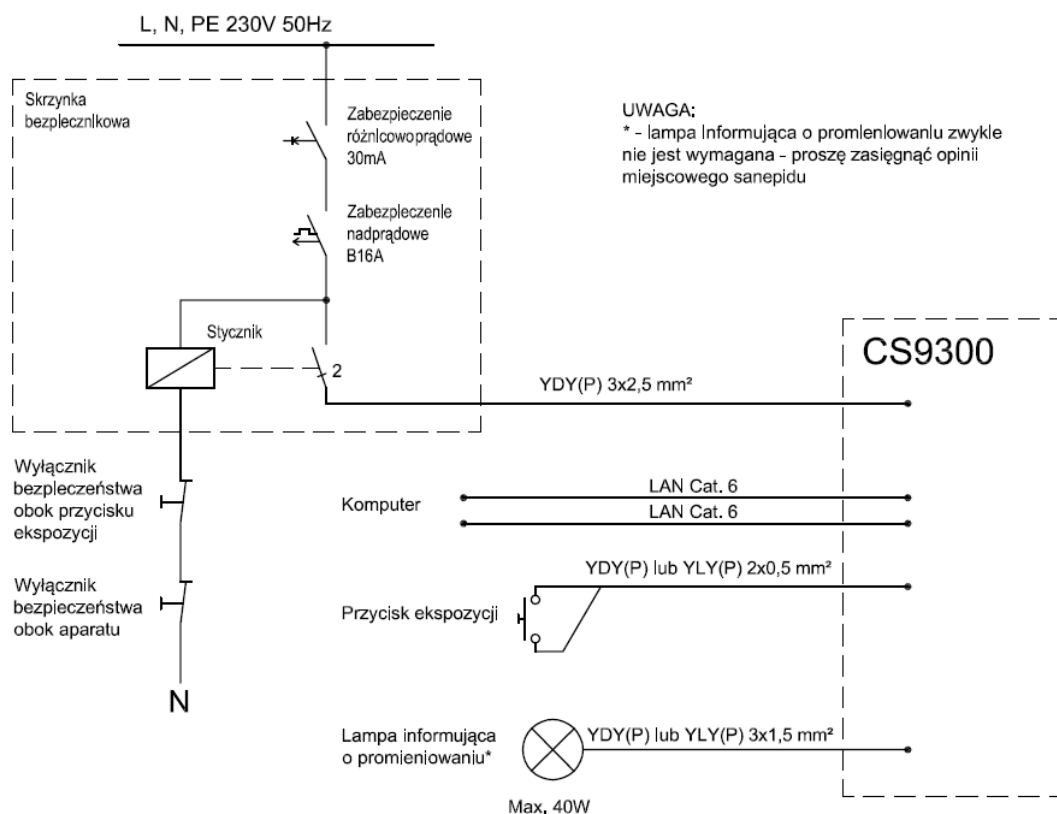 L, N, PE 230V 50Hz
Skrzynka
bezpiecznikowa
Zabezpieczenie
różnicowoprądowe
30mA
UWAGA:
* - lampa informująca o promieniowaniu zwykle
nie jest wymagana - proszę zasięgnąć opinii
miejscowego sanepidu
Zabezpieczenie
nadprądowe
B16A
Stycznik
2
CS9300
YDY(P) 3x2,5 mm²
Wyłącznik
bezpieczeństwa
obok przycisku
ekspozycji
Komputer
LAN Cat. 6
LAN Cat. 6
Wyłącznik
bezpieczeństwa
obok aparatu
YDY(P) lub YLY(P) 2x0,5 mm²
Przycisk ekspozycji
N
Lampa informująca
o promieniowaniu*
YDY(P) lub YLY(P) 3x1,5 mm²
Max. 40W